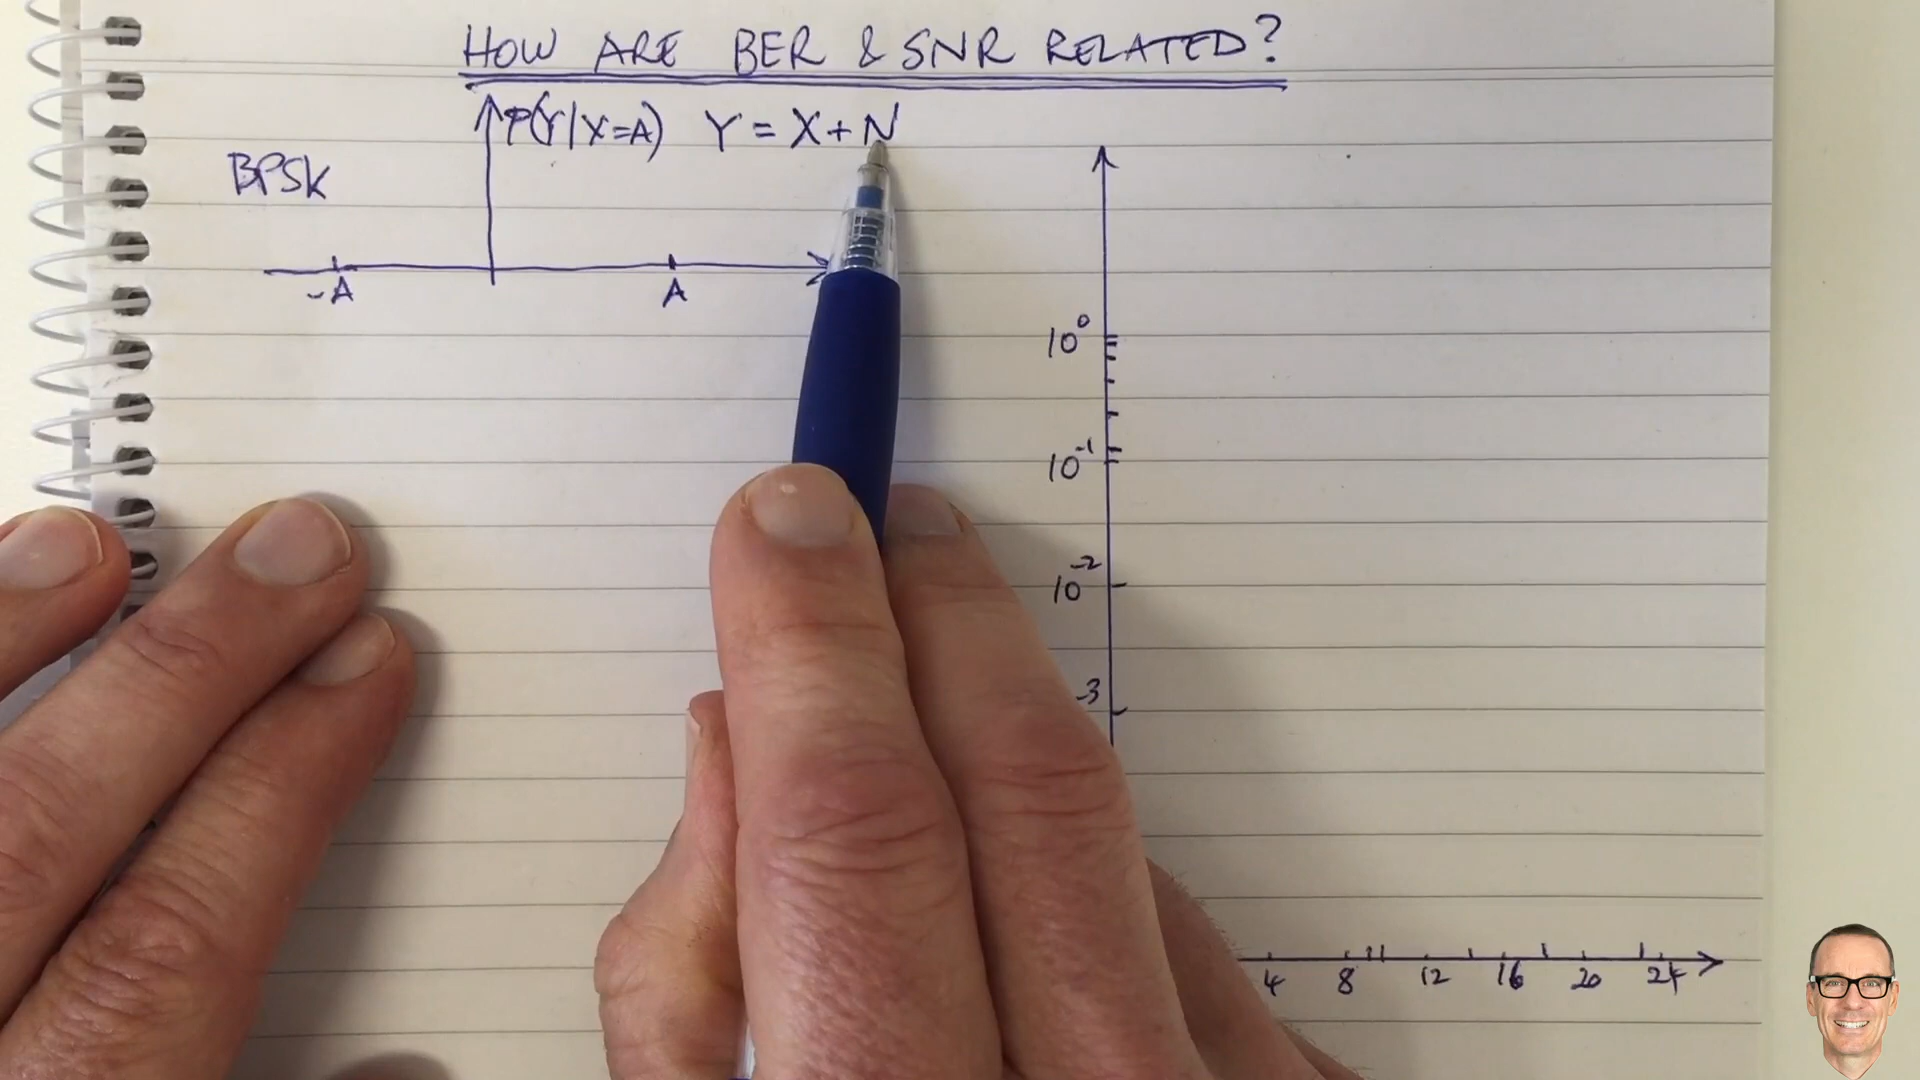 HOW ARE BER & SNR RELATED?
P(Y|X=A) Y = X+N
BPSK
-A A
10⁰
10⁻¹
10⁻²
-3
4 8 12 16 20 24